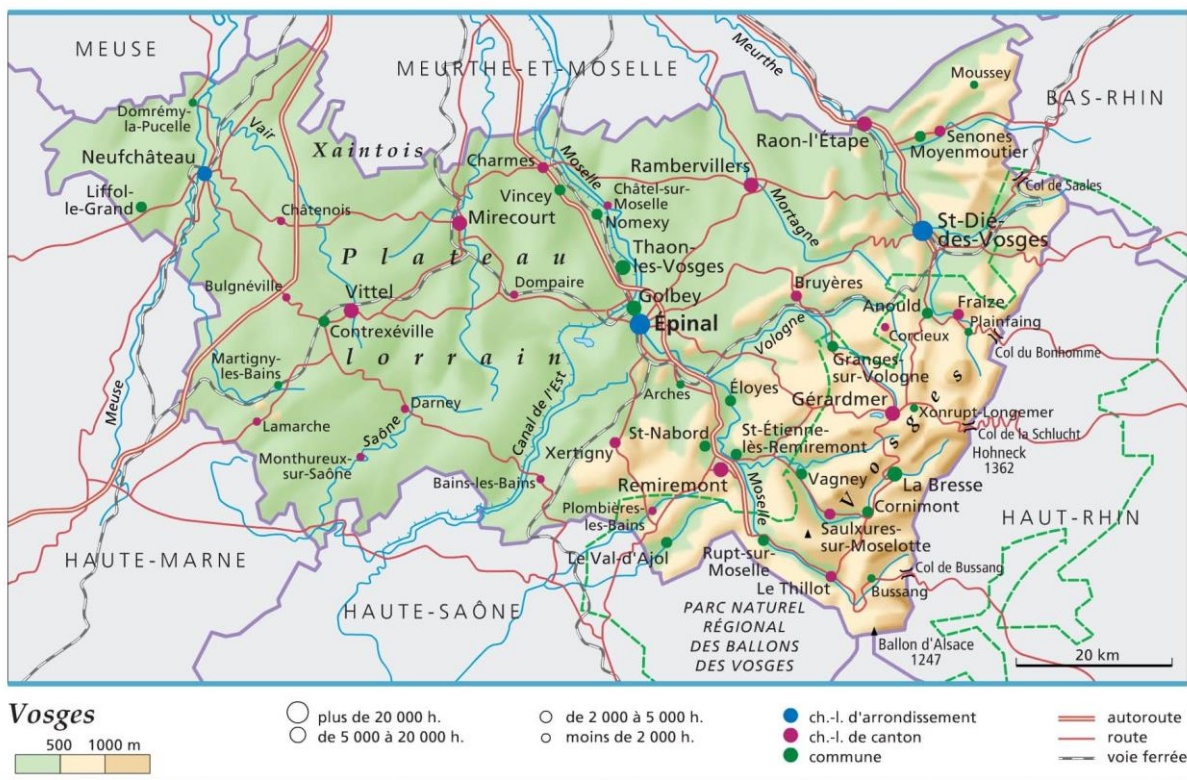 MEUSE
MEURTHE-ET-MOSELLE
Meurthe
Moussey
BAS-RHIN
Domrémy-
la-Pucelle
Vair
Xaintois
Raon-l'Étape
Senones
Moyenmoutier
Neufchâteau
Charmes
Moselle
Rambervillers
Col de Saales
Liffol-
le-Grand
Vincey
Châtel-sur-
Moselle
Mortagne
Châtenois
Mirecourt
Nomexy
St-Dié-
des-Vosges
Plateau
Thaon-
les-Vosges
Bulgnéville
Vittel
Dompaire
Bruyères
Golbey
Anould
Fraize
Contrexéville
Épinal
Vologne
Corcieux
Plainfaing
Col du Bonhomme
lorrain
Martigny-
les-Bains
Granges-
sur-Vologne
Canal de l'Est
Arches
Éloyes
Gérardmer
Vosges
Meuse
Darney
Xonrupt-Longemer
Lamarche
Saône
St-Nabord
St-Étienne-
lès-Remiremont
Col de la Schlucht
Hohneck
1362
Monthureux-
sur-Saône
Xertigny
Vagney
La Bresse
Bains-les-Bains
Remiremont
Moselle
Cornimont
Plombières-
les-Bains
Saulxures-
sur-Moselotte
HAUT-RHIN
HAUTE-MARNE
Le Val-d'Ajol
Rupt-sur-
Moselle
Col de Bussang
Le Thillot
Bussang
HAUTE-SAÔNE
PARC NATUREL
RÉGIONAL
DES BALLONS
DES VOSGES
Ballon d'Alsace
1247
20 km
Vosges
500 1000 m
plus de 20 000 h.
de 5 000 à 20 000 h.
de 2 000 à 5 000 h.
moins de 2 000 h.
ch.-l. d'arrondissement
ch.-l. de canton
commune
autoroute
route
voie ferrée